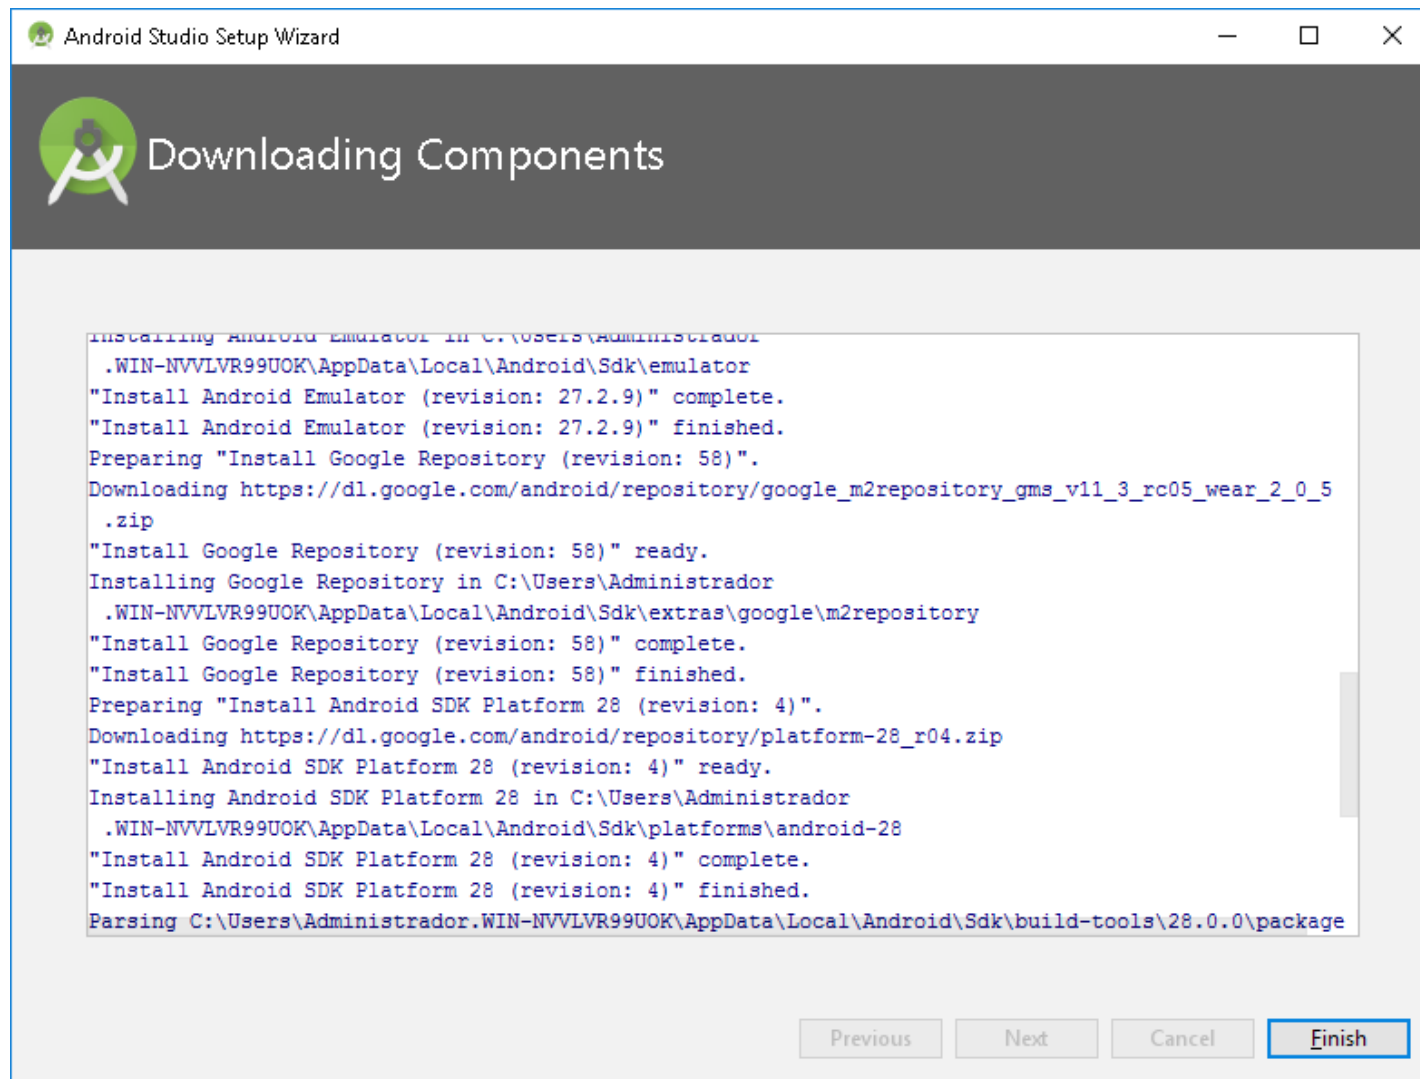 Android Studio Setup Wizard
Downloading Components
Installing Android Emulator in C:\Users\Administrador
.WIN-NVVLVR99UOK\AppData\Local\Android\Sdk\emulator
"Install Android Emulator (revision: 27.2.9)" complete.
"Install Android Emulator (revision: 27.2.9)" finished.
Preparing "Install Google Repository (revision: 58)".
Downloading https://dl.google.com/android/repository/google_m2repository_gms_v11_3_rc05_wear_2_0_5
.zip
"Install Google Repository (revision: 58)" ready.
Installing Google Repository in C:\Users\Administrador
.WIN-NVVLVR99UOK\AppData\Local\Android\Sdk\extras\google\m2repository
"Install Google Repository (revision: 58)" complete.
"Install Google Repository (revision: 58)" finished.
Preparing "Install Android SDK Platform 28 (revision: 4)".
Downloading https://dl.google.com/android/repository/platform-28_r04.zip
"Install Android SDK Platform 28 (revision: 4)" ready.
Installing Android SDK Platform 28 in C:\Users\Administrador
.WIN-NVVLVR99UOK\AppData\Local\Android\Sdk\platforms\android-28
"Install Android SDK Platform 28 (revision: 4)" complete.
"Install Android SDK Platform 28 (revision: 4)" finished.
Parsing C:\Users\Administrador.WIN-NVVLVR99UOK\AppData\Local\Android\Sdk\build-tools\28.0.0\package
Previous Next Cancel Finish